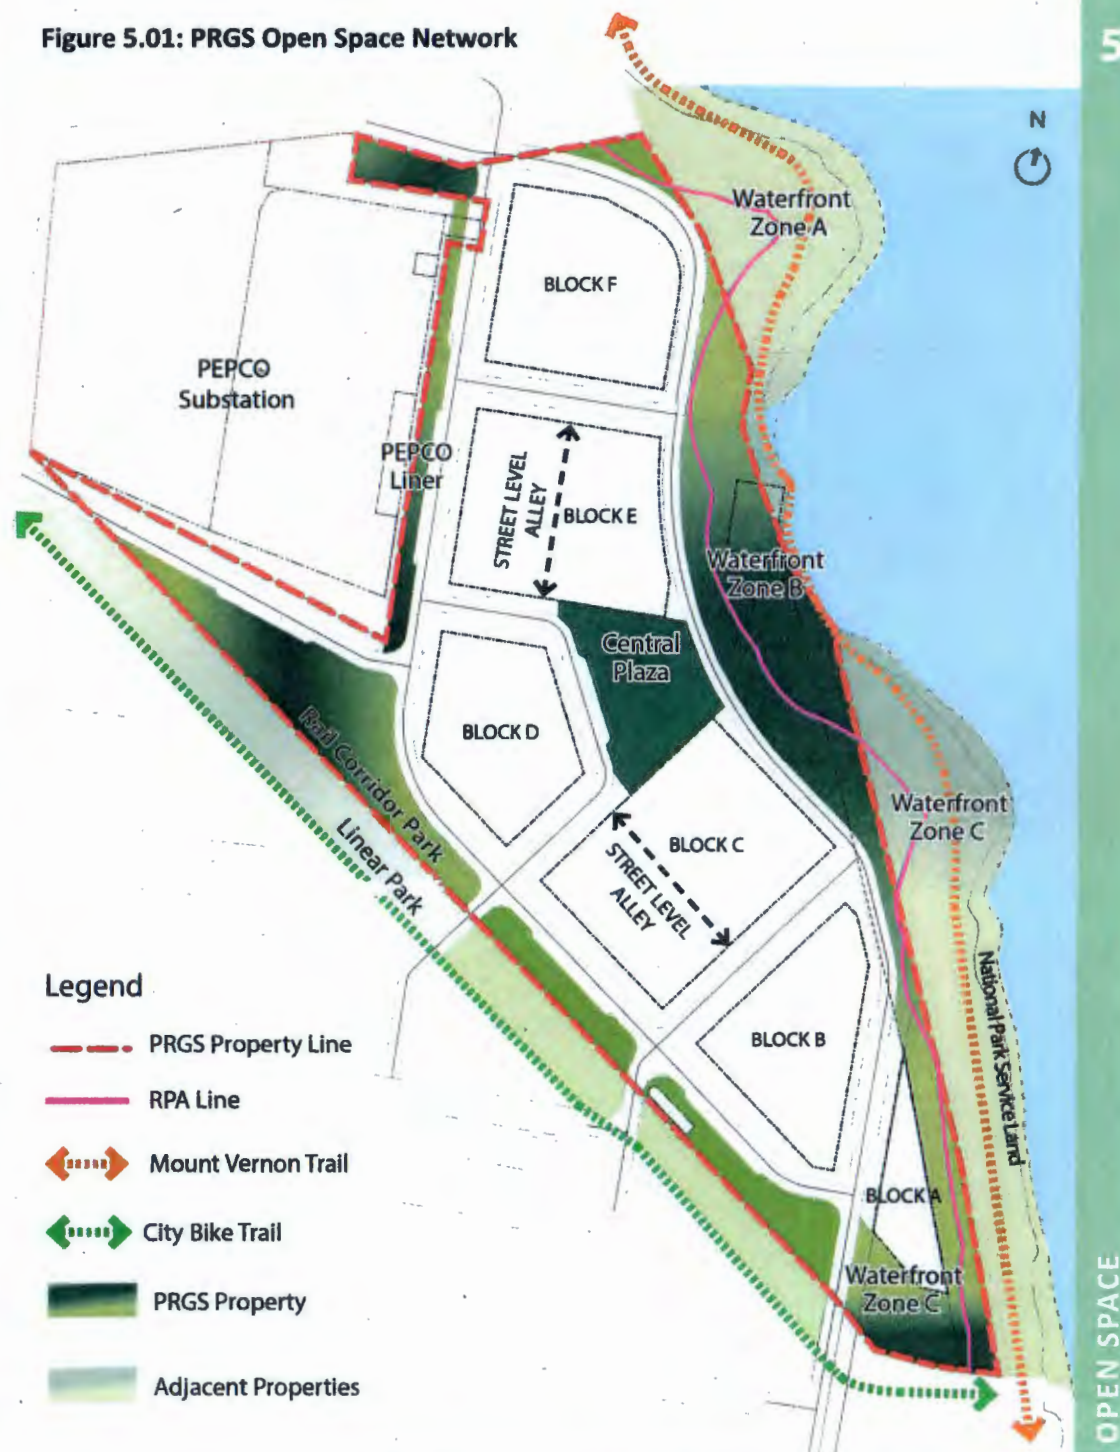 Figure 5.01: PRGS Open Space Network
5
N
Waterfront
Zone A
BLOCK F
PEPCO
Substation
PEPCO
Liner
STREET LEVEL
ALLEY
BLOCK E
Waterfront
Zone B
Central
Plaza
BLOCK D
Rail Corridor Park
Linear Park
BLOCK C
STREET LEVEL
ALLEY
Waterfront
Zone C
National Park Service Land
BLOCK B
BLOCK A
Waterfront
Zone C
Legend
PRGS Property Line
RPA Line
Mount Vernon Trail
City Bike Trail
PRGS Property
Adjacent Properties
OPEN SPACE